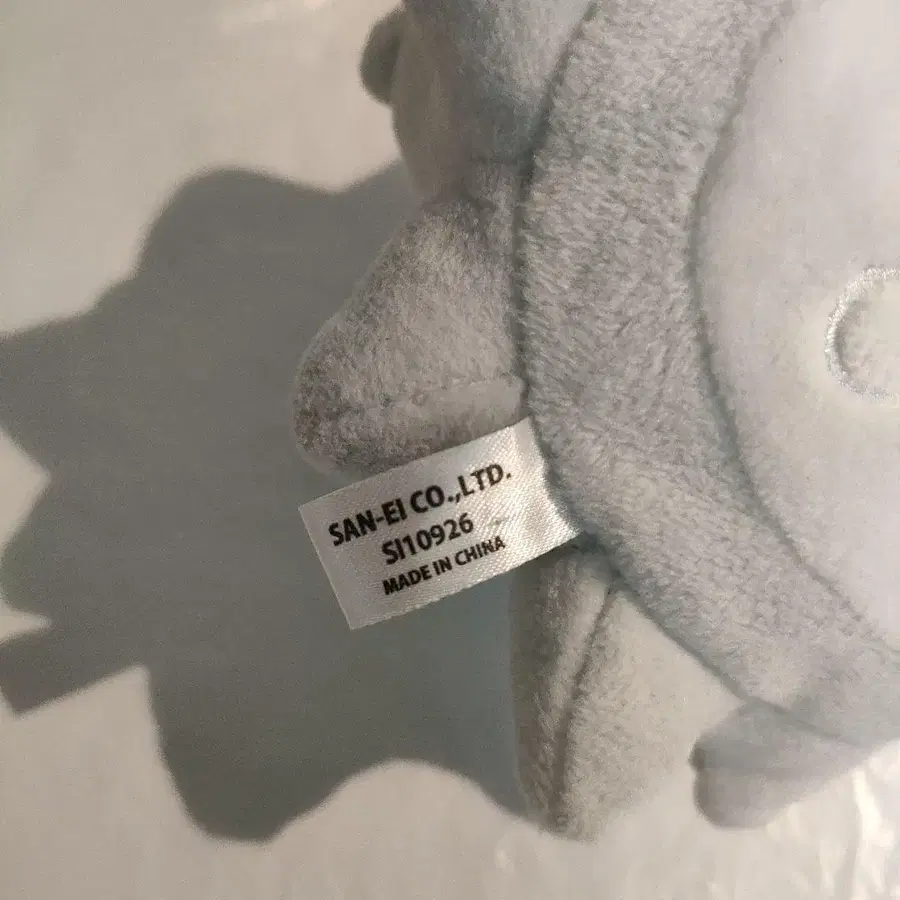 SAN-EI CO.,LTD.
SI10926
MADE IN CHINA